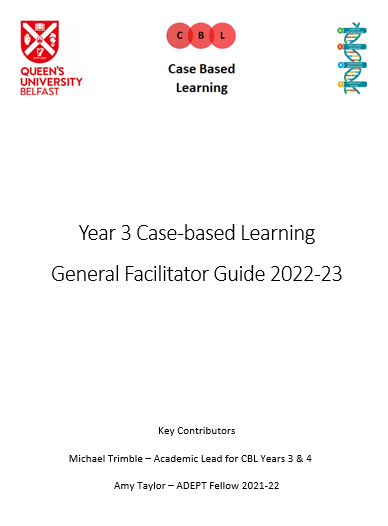 QUEEN'S
UNIVERSITY
BELFAST
C B L
Case Based
Learning
Year 3 Case-based Learning
General Facilitator Guide 2022-23
Key Contributors
Michael Trimble – Academic Lead for CBL Years 3 & 4
Amy Taylor – ADEPT Fellow 2021-22